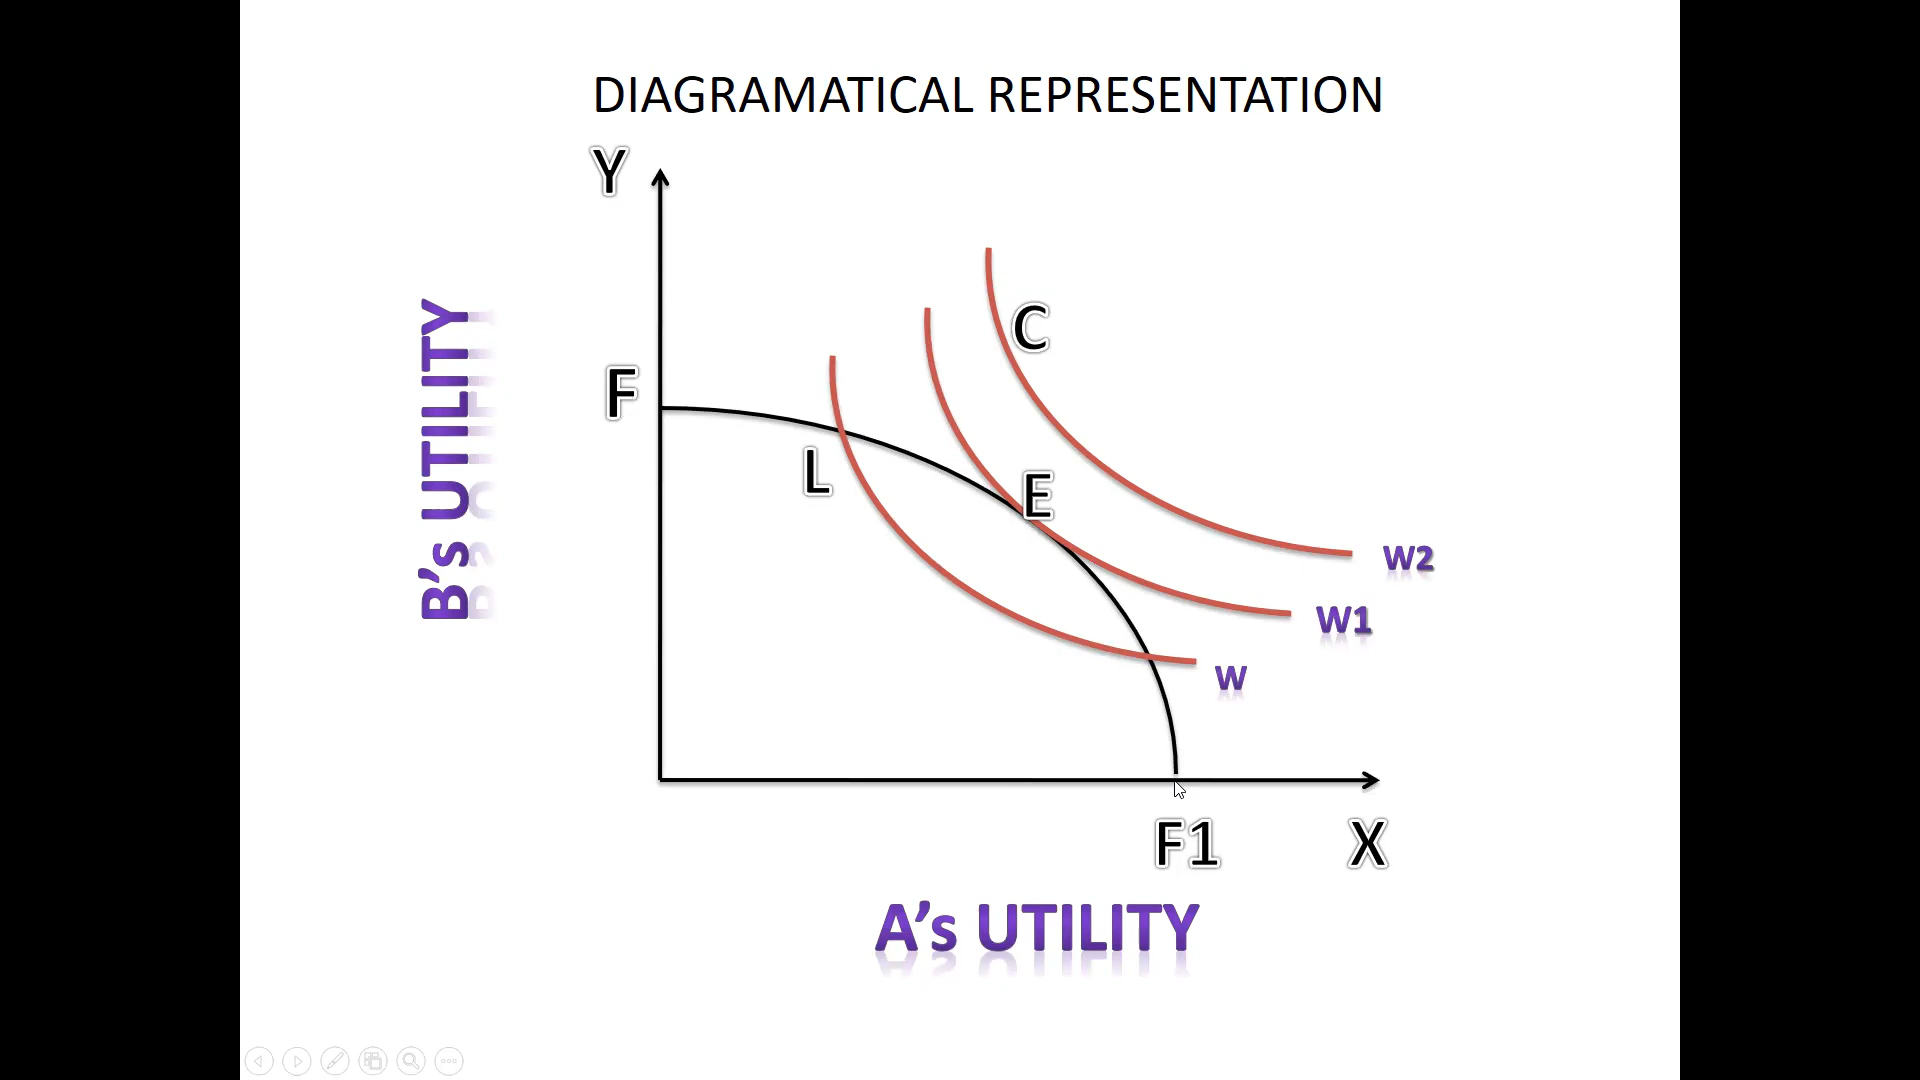 DIAGRAMATICAL REPRESENTATION
Y
C
B's UTILITY
F
L
E
W2
W1
W
F1
X
A's UTILITY